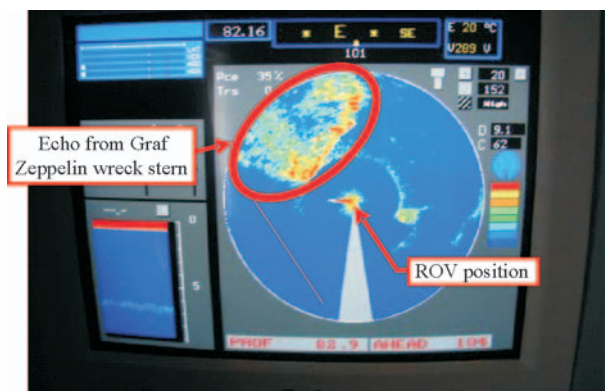 82.16
E
SE
101
E 20 °C
V289 V
Pce 39%
Trs 0
20
152
High
D 9.1
C 62
Echo from Graf
Zeppelin wreck stern
0
5
ROV position
PROF 82.9
AHEAD